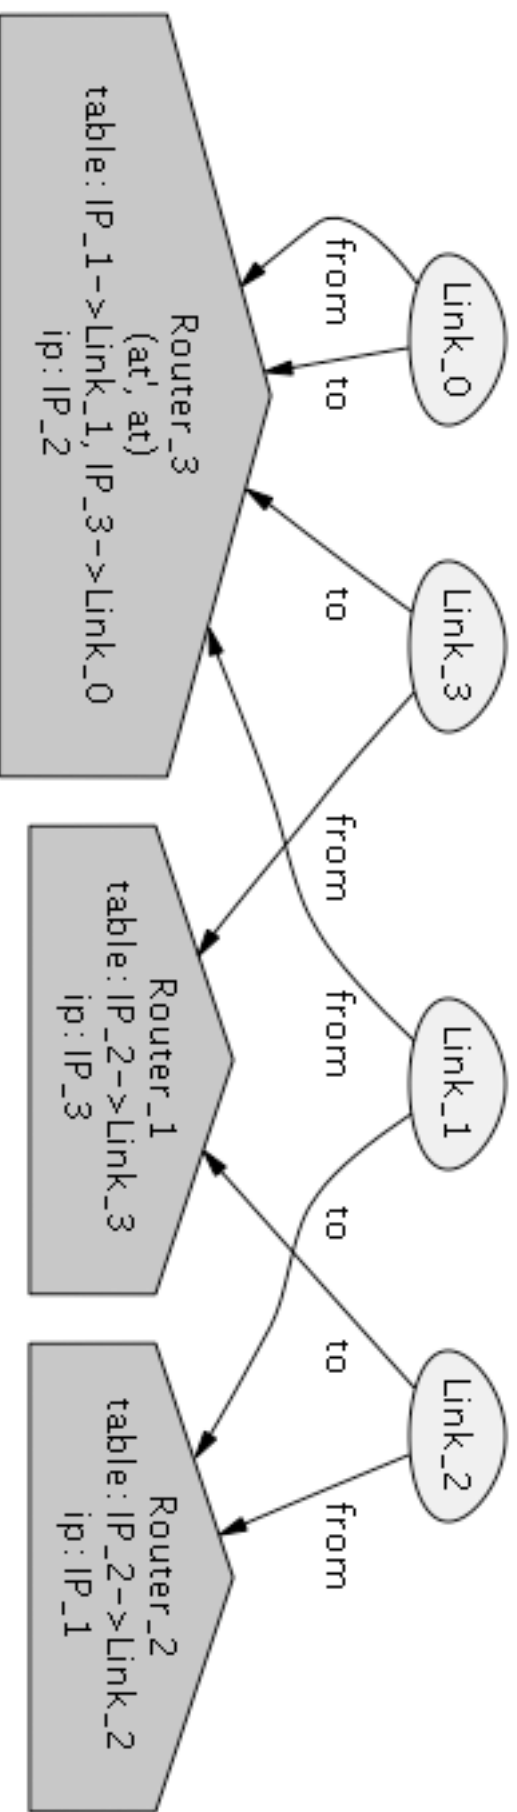 Link_0
Link_3
Link_1
Link_2
from
to
to
from
from
to
to
from
Router_3
(at', at)
table: IP_1->Link_1, IP_3->Link_0
ip: IP_2
Router_1
table: IP_2->Link_3
ip: IP_3
Router_2
table: IP_2->Link_2
ip: IP_1